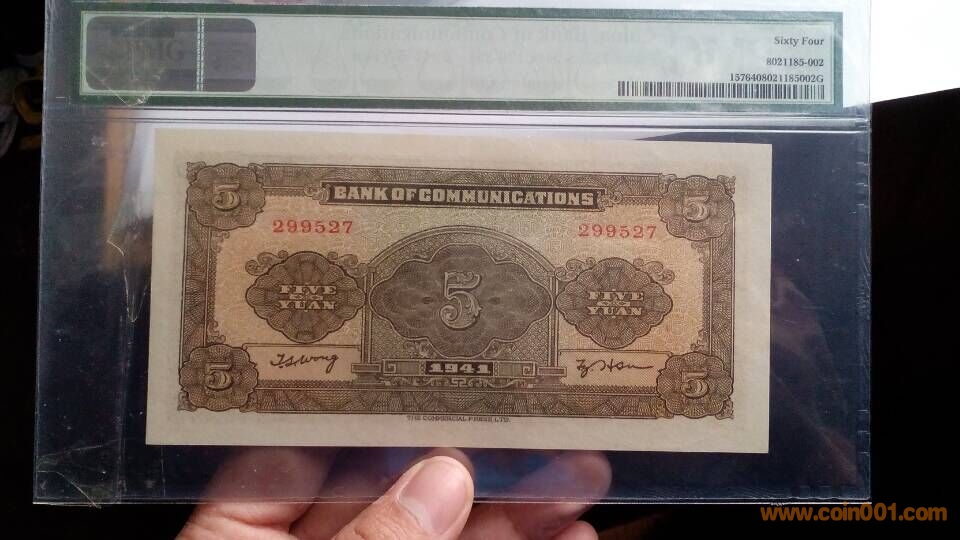 Sixty Four
8021185-002
1576408021185002G
5 BANK OF COMMUNICATIONS 5
299527 299527
FIVE YUAN
5
FIVE YUAN
T.S. Wong
1941
5 5
THE COMMERCIAL PRESS, LTD.
www.coin001.com